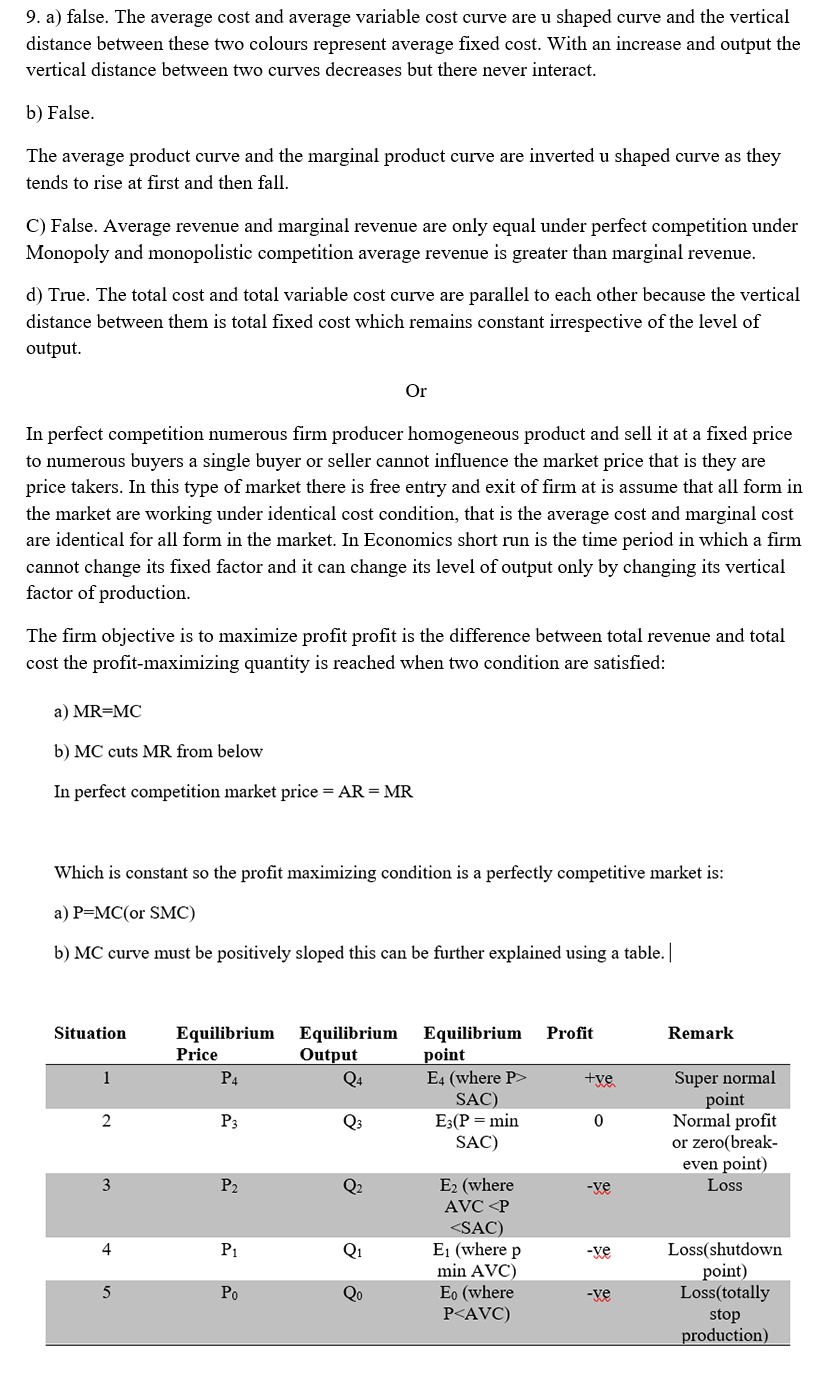 9. a) false. The average cost and average variable cost curve are u shaped curve and the vertical
distance between these two colours represent average fixed cost. With an increase and output the
vertical distance between two curves decreases but there never interact.
b) False.
The average product curve and the marginal product curve are inverted u shaped curve as they
tends to rise at first and then fall.
C) False. Average revenue and marginal revenue are only equal under perfect competition under
Monopoly and monopolistic competition average revenue is greater than marginal revenue.
d) True. The total cost and total variable cost curve are parallel to each other because the vertical
distance between them is total fixed cost which remains constant irrespective of the level of
output.
Or
In perfect competition numerous firm producer homogeneous product and sell it at a fixed price
to numerous buyers a single buyer or seller cannot influence the market price that is they are
price takers. In this type of market there is free entry and exit of firm at is assume that all form in
the market are working under identical cost condition, that is the average cost and marginal cost
are identical for all form in the market. In Economics short run is the time period in which a firm
cannot change its fixed factor and it can change its level of output only by changing its vertical
factor of production.
The firm objective is to maximize profit profit is the difference between total revenue and total
cost the profit-maximizing quantity is reached when two condition are satisfied:
a) MR=MC
b) MC cuts MR from below
In perfect competition market price = AR = MR
Which is constant so the profit maximizing condition is a perfectly competitive market is:
a) P=MC(or SMC)
b) MC curve must be positively sloped this can be further explained using a table.
Situation Equilibrium Equilibrium Equilibrium Profit Remark
Price Output point
1 P4 Q4 E4 (where P> +ve Super normal
SAC) point
2 P3 Q3 E3(P = min 0 Normal profit
SAC) or zero(break-
even point)
3 P2 Q2 E2 (where -ve Loss
AVC <P
<SAC)
4 P1 Q1 E1 (where p -ve Loss(shutdown
min AVC) point)
5 P0 Q0 E0 (where -ve Loss(totally
P<AVC) stop
production)